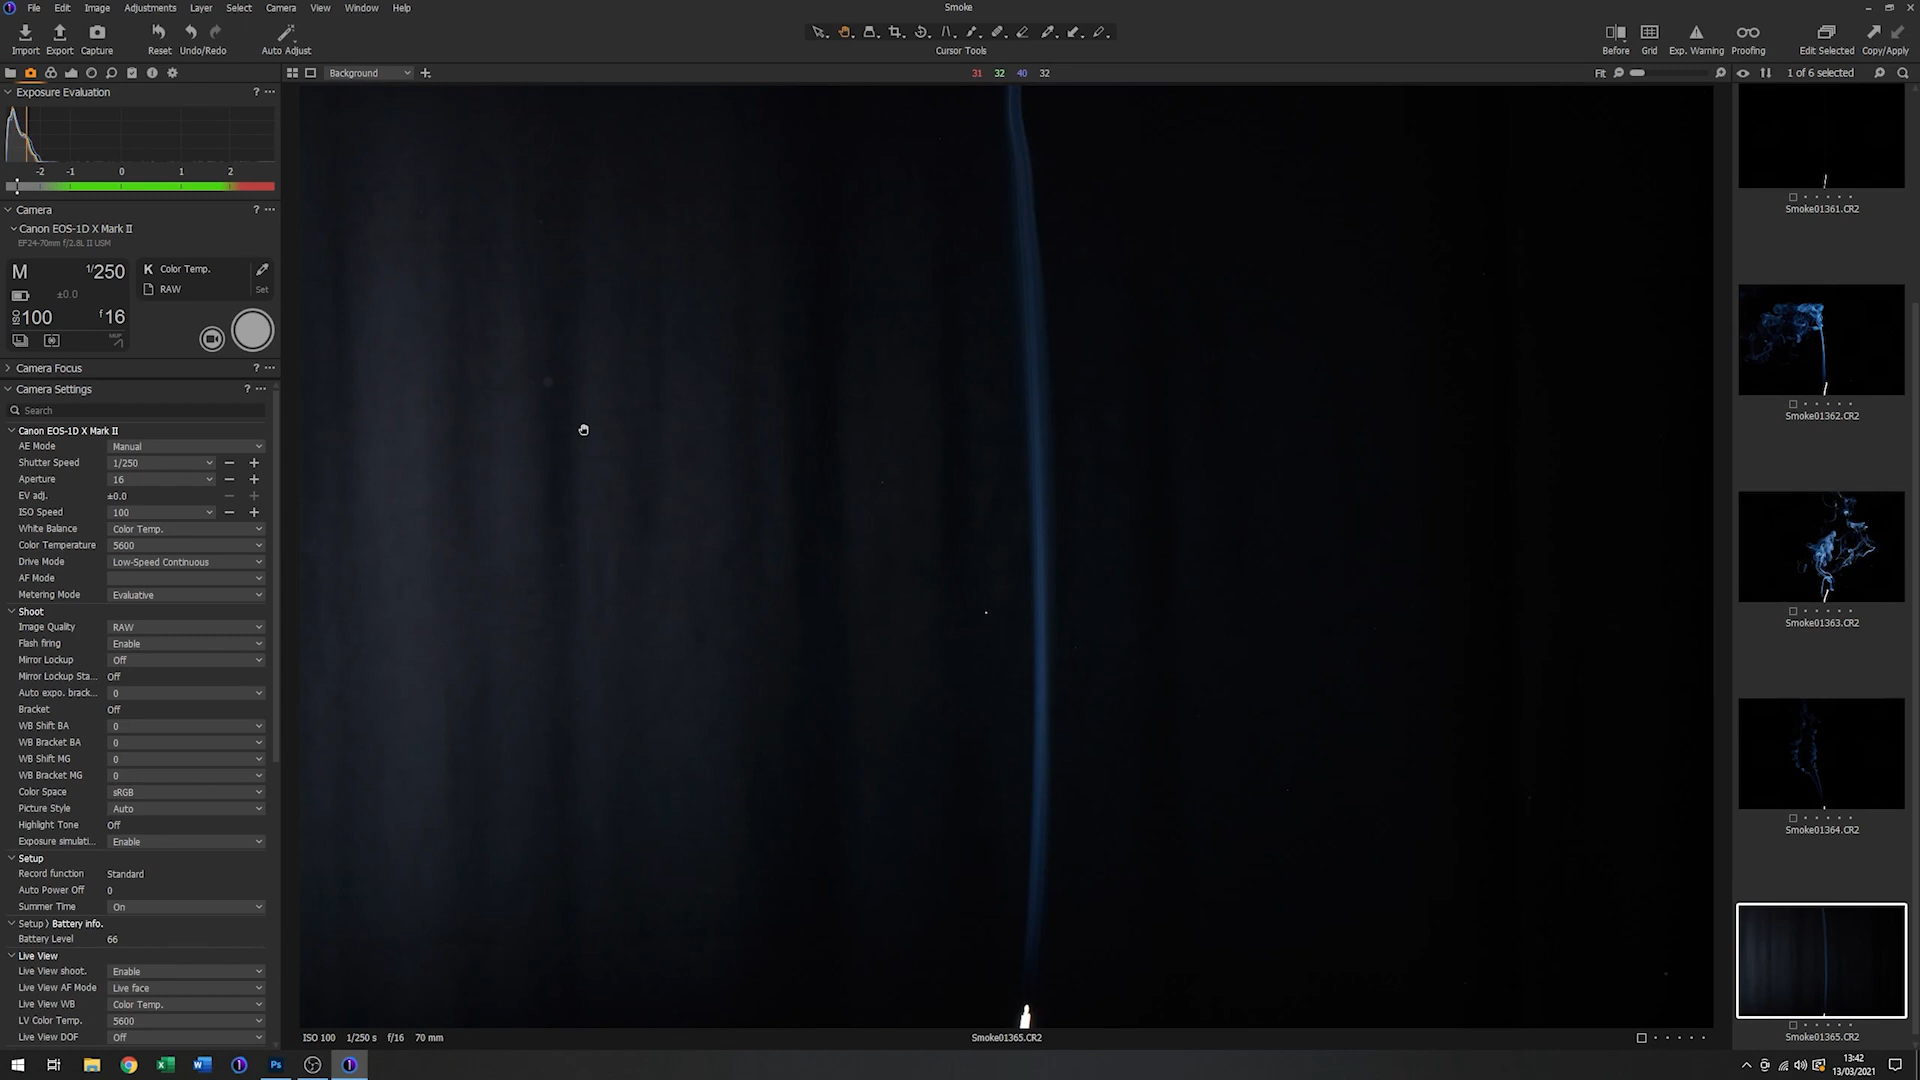 File Edit Image Adjustments Layer Select Camera View Window Help
Smoke
Import Export Capture
Reset Undo/Redo
Auto Adjust
Cursor Tools
Before Grid Exp. Warning Proofing
Edit Selected Copy/Apply
Background
31 32 40 32
Fit
1 of 6 selected
Exposure Evaluation ?
-2 -1 0 1 2
Camera ?
Canon EOS-1D X Mark II
EF24-70mm f/2.8L II USM
M 1/250
±0.0
ISO 100 f 16
K Color Temp.
RAW Set
Camera Focus ?
Camera Settings ?
Search
Canon EOS-1D X Mark II
AE Mode Manual
Shutter Speed 1/250
Aperture 16
EV adj. ±0.0
ISO Speed 100
White Balance Color Temp.
Color Temperature 5600
Drive Mode Low-Speed Continuous
AF Mode
Metering Mode Evaluative
Shoot
Image Quality RAW
Flash firing Enable
Mirror Lockup Off
Mirror Lockup Sta... Off
Auto expo. brack... 0
Bracket Off
WB Shift BA 0
WB Bracket BA 0
WB Shift MG 0
WB Bracket MG 0
Color Space sRGB
Picture Style Auto
Highlight Tone Off
Exposure simulati... Enable
Setup
Record function Standard
Auto Power Off 0
Summer Time On
Setup > Battery info.
Battery Level 66
Live View
Live View shoot. Enable
Live View AF Mode Live face
Live View WB Color Temp.
LV Color Temp. 5600
Live View DOF Off
ISO 100 1/250 s f/16 70 mm
Smoke01365.CR2
Smoke01361.CR2
Smoke01362.CR2
Smoke01363.CR2
Smoke01364.CR2
Smoke01365.CR2
Ps
13:42
13/03/2021